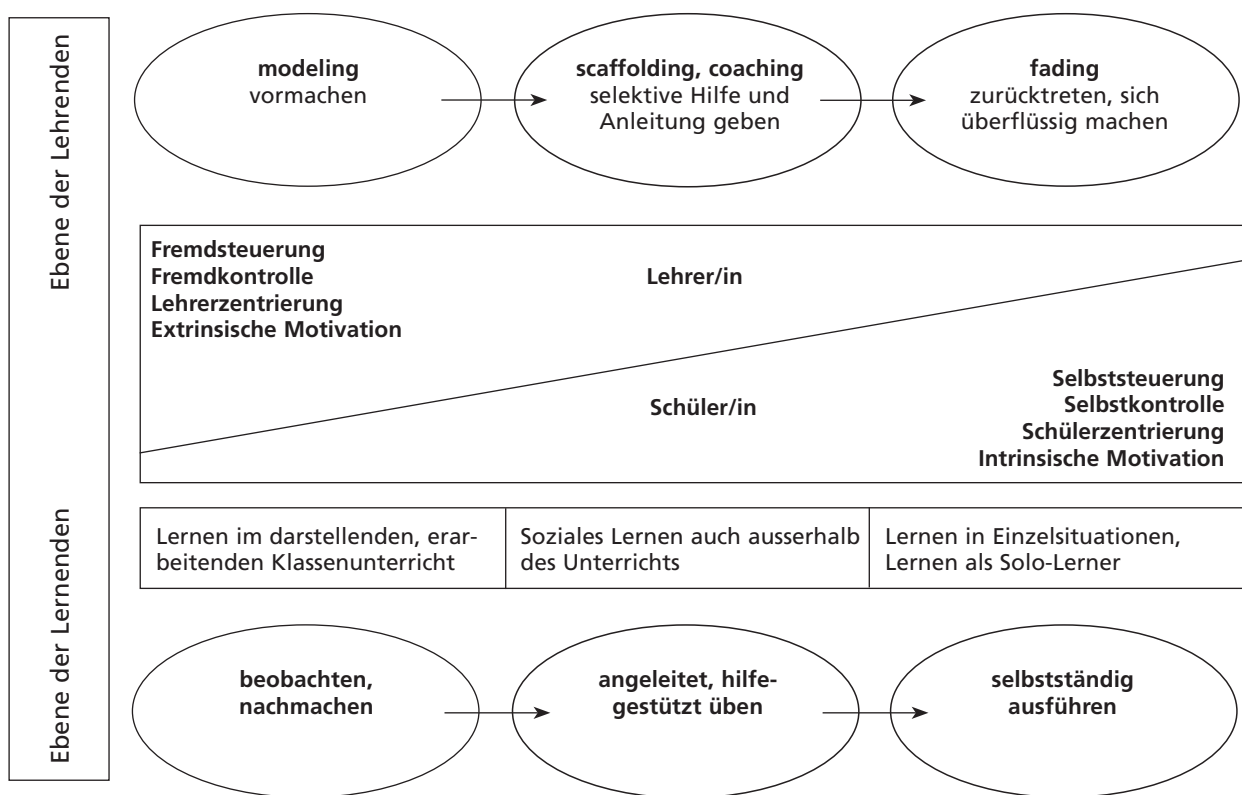 Ebene der Lehrenden
modeling
vormachen
scaffolding, coaching
selektive Hilfe und
Anleitung geben
fading
zurücktreten, sich
überflüssig machen
Fremdsteuerung
Fremdkontrolle
Lehrerzentrierung
Extrinsische Motivation
Lehrer/in
Schüler/in
Selbststeuerung
Selbstkontrolle
Schülerzentrierung
Intrinsische Motivation
Ebene der Lernenden
Lernen im darstellenden, erar-
beitenden Klassenunterricht
Soziales Lernen auch ausserhalb
des Unterrichts
Lernen in Einzelsituationen,
Lernen als Solo-Lerner
beobachten,
nachmachen
angeleitet, hilfe-
gestützt üben
selbstständig
ausführen